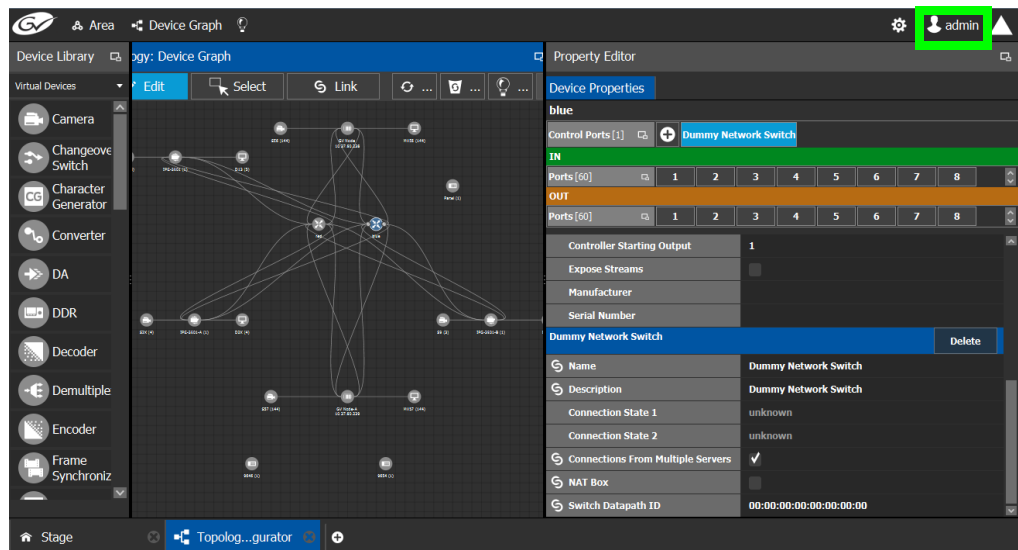 GV Area Device Graph admin
Device Library
Virtual Devices
Camera
Changeove
Switch
Character
CG Generator
Converter
DA
DDR
Decoder
Demultiple
Encoder
Frame
Synchroniz
ogy: Device Graph
Edit Select Link ... ... ...
Panel (1)
Property Editor
Device Properties
blue
Control Ports [1] Dummy Network Switch
IN
Ports [60] 1 2 3 4 5 6 7 8
OUT
Ports [60] 1 2 3 4 5 6 7 8
Controller Starting Output 1
Expose Streams
Manufacturer
Serial Number
Dummy Network Switch Delete
Name Dummy Network Switch
Description Dummy Network Switch
Connection State 1 unknown
Connection State 2 unknown
Connections From Multiple Servers
NAT Box
Switch Datapath ID 00:00:00:00:00:00:00:00
Stage Topolog...gurator